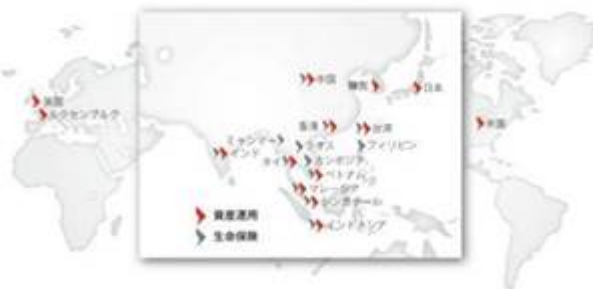 中国
韓国
日本
英国
ルクセンブルク
米国
香港
台湾
ミャンマー
ラオス
フィリピン
インド
タイ
カンボジア
ベトナム
マレーシア
シンガポール
インドネシア
資産運用
生命保険